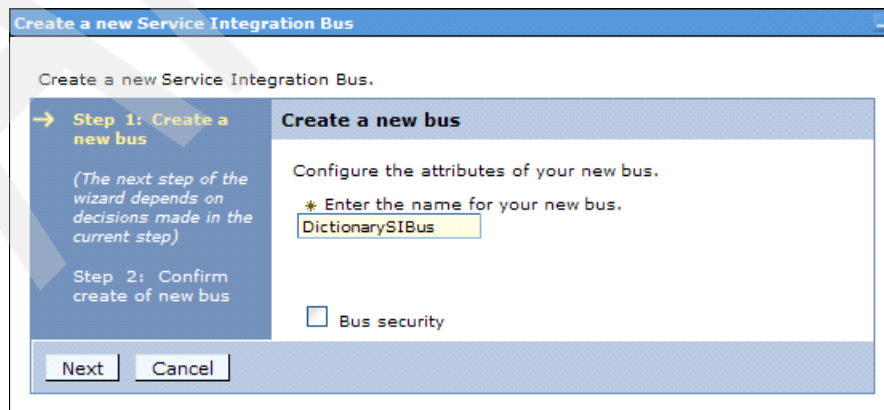 Create a new Service Integration Bus
Create a new Service Integration Bus.
Step 1: Create a
new bus
(The next step of the
wizard depends on
decisions made in the
current step)
Step 2: Confirm
create of new bus
Create a new bus
Configure the attributes of your new bus.
* Enter the name for your new bus.
DictionarySIBus
Bus security
Next Cancel